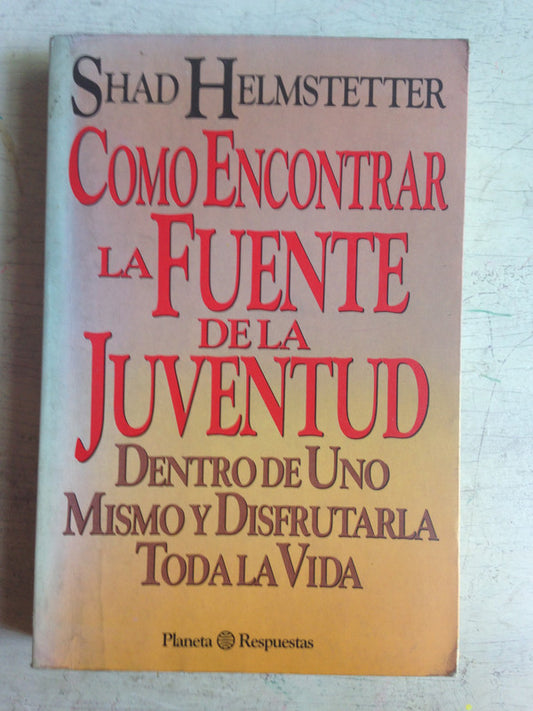 SHAD HELMSTETTER
COMO ENCONTRAR
LA FUENTE
DE LA
JUVENTUD
DENTRO DE UNO
MISMO Y DISFRUTARLA
TODA LA VIDA
Planeta Respuestas